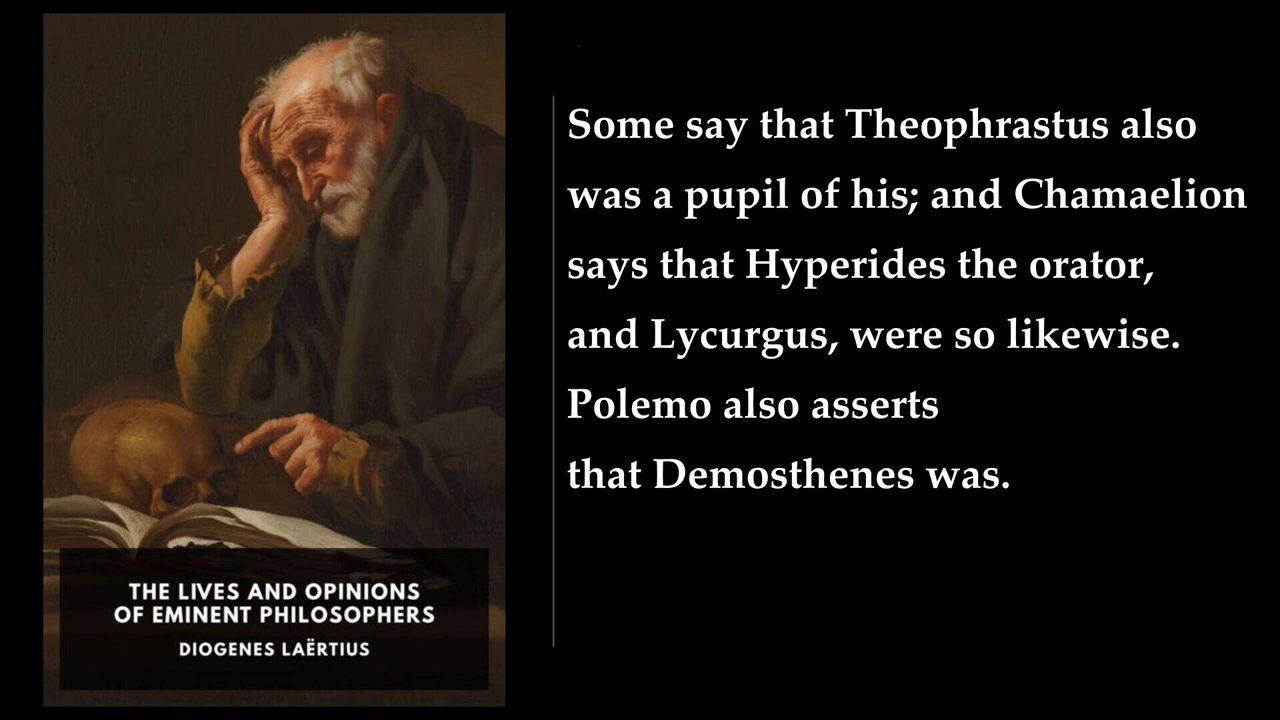 Some say that Theophrastus also
was a pupil of his; and Chamaelion
says that Hyperides the orator,
and Lycurgus, were so likewise.
Polemo also asserts
that Demosthenes was.
THE LIVES AND OPINIONS
OF EMINENT PHILOSOPHERS
DIOGENES LAËRTIUS